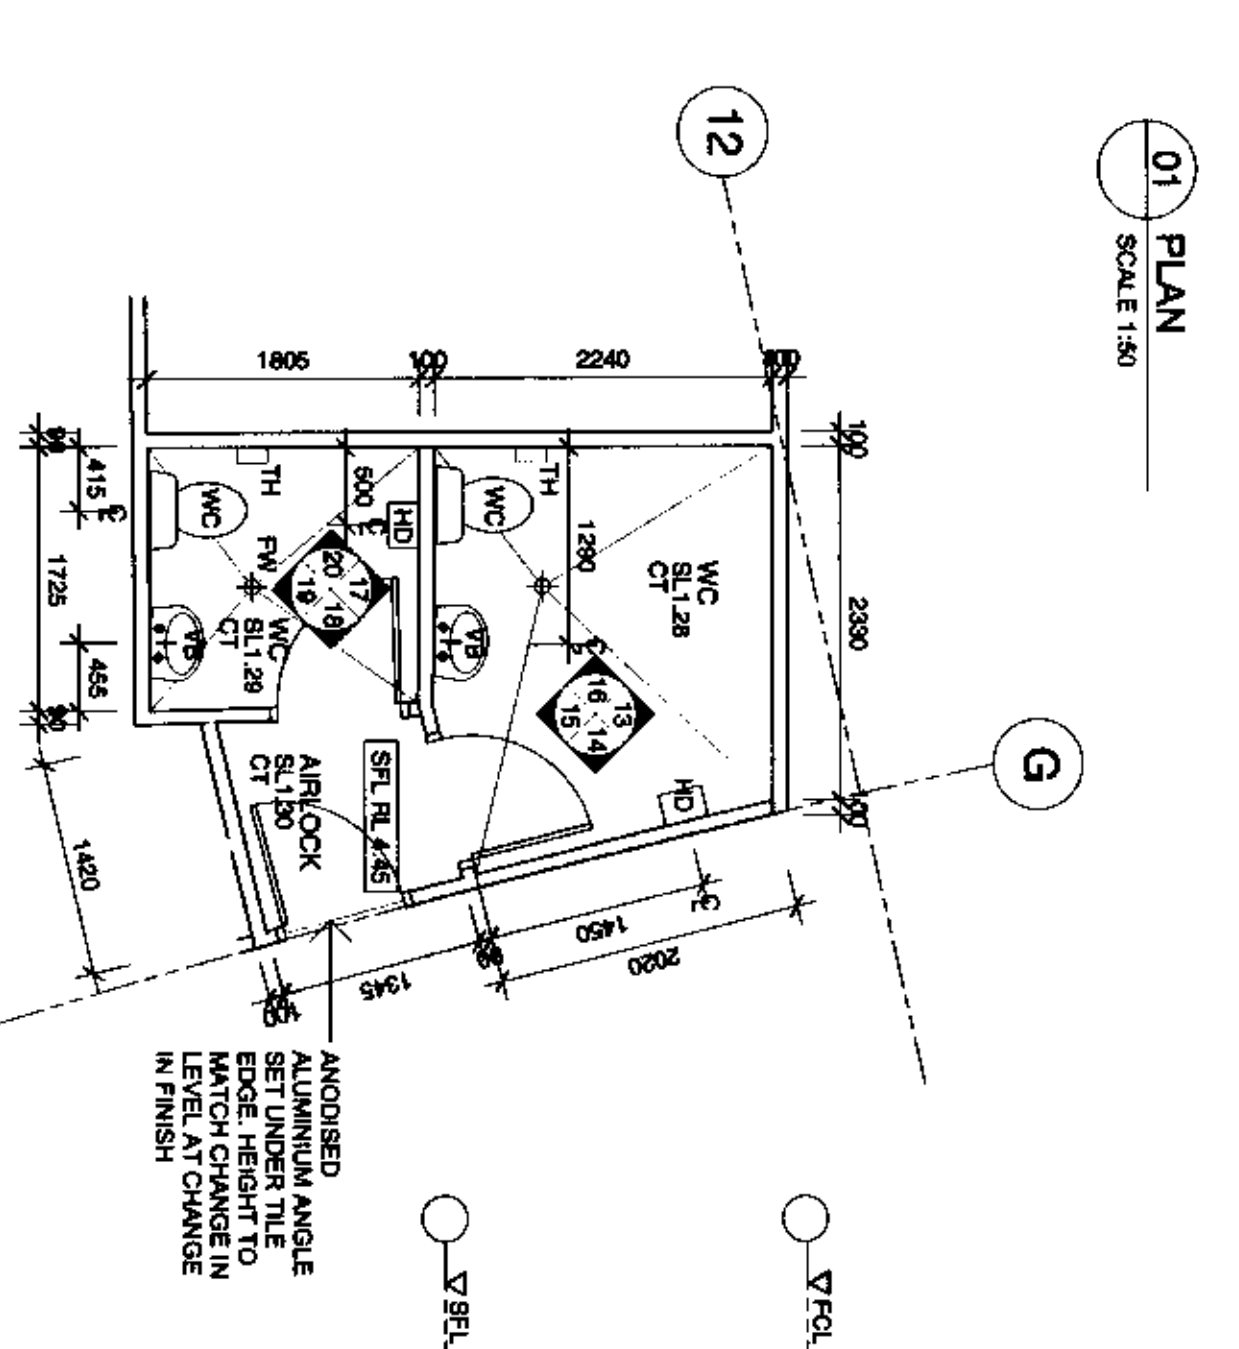 01
PLAN
SCALE 1:50
12
G
1805
100
2240
100
2330
415
1725
455
1420
TH
WC
FW
VB
WC
SL1.29
CT
500
HD
20
17
19
18
TH
WC
VB
1290
WC
SL1.28
CT
16
13
15
14
HD
AIRLOCK
SL1.30
CT
SFL RL 4.45
1450
2020
1345
100
ANODISED
ALUMINIUM ANGLE
SET UNDER TILE
EDGE. HEIGHT TO
MATCH CHANGE IN
LEVEL AT CHANGE
IN FINISH
SFL
FCL